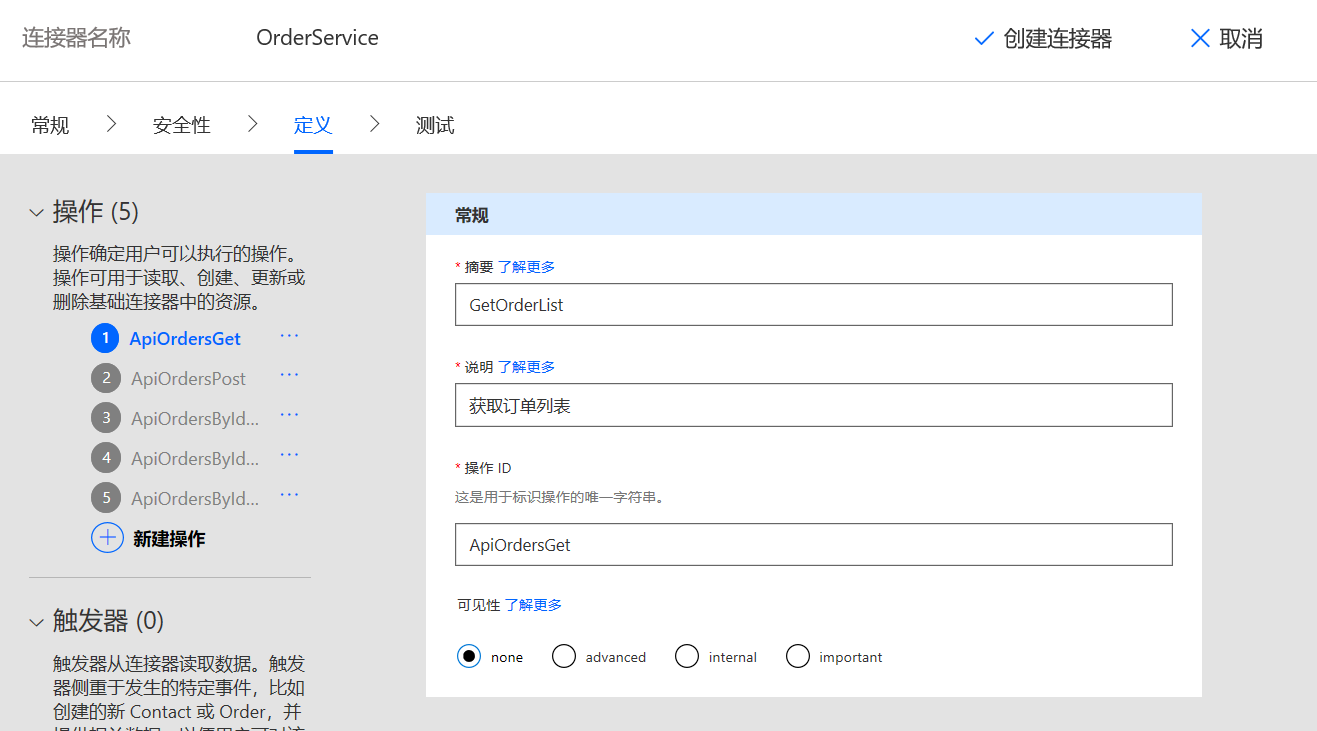 连接器名称
OrderService
创建连接器
取消
常规
安全性
定义
测试
操作 (5)
操作确定用户可以执行的操作。
操作可用于读取、创建、更新或
删除基础连接器中的资源。
1 ApiOrdersGet ...
2 ApiOrdersPost ...
3 ApiOrdersById... ...
4 ApiOrdersById... ...
5 ApiOrdersById... ...
新建操作
触发器 (0)
触发器从连接器读取数据。触发
器侧重于发生的特定事件，比如
创建的新 Contact 或 Order，并
常规
* 摘要 了解更多
GetOrderList
* 说明 了解更多
获取订单列表
* 操作 ID
这是用于标识操作的唯一字符串。
ApiOrdersGet
可见性 了解更多
none
advanced
internal
important